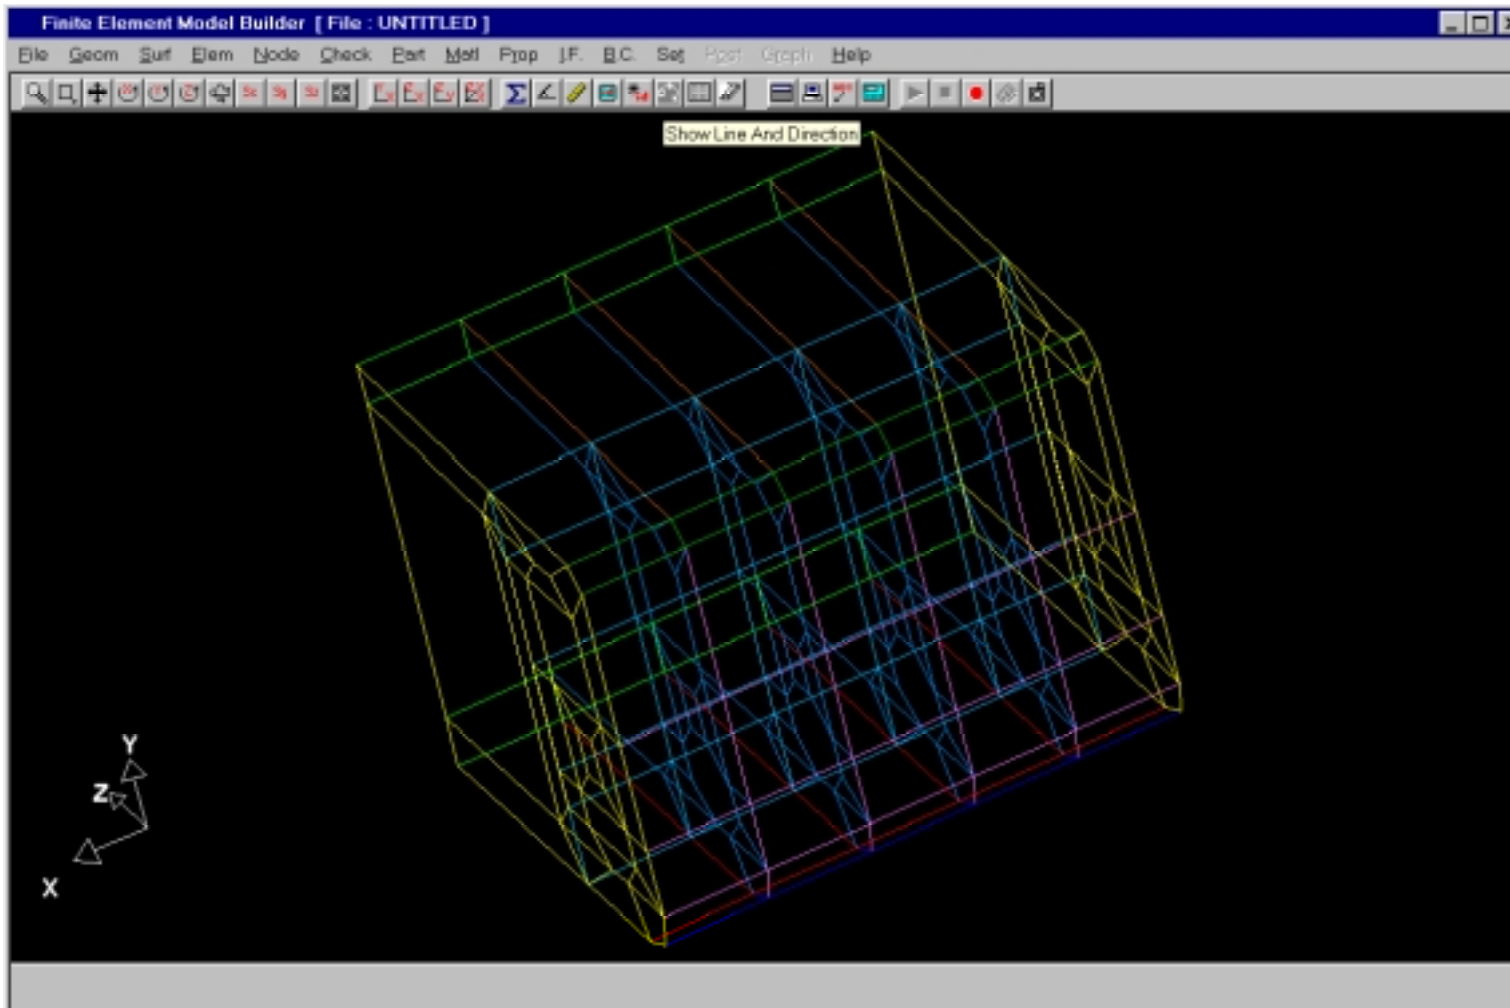 Finite Element Model Builder [ File : UNTITLED ]
File Geom Surf Elem Node Check Part Matl Prop I.F. B.C. Set Post Graph Help
Show Line And Direction
Y
Z
X